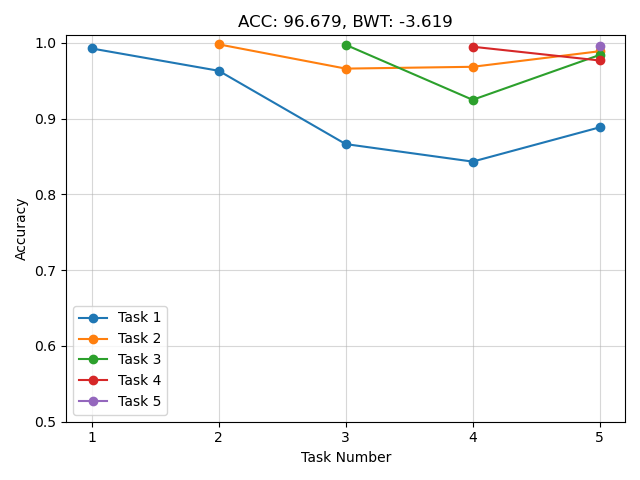 ACC: 96.679, BWT: -3.619
1.0
0.9
0.8
0.7
0.6
0.5
Accuracy
Task 1
Task 2
Task 3
Task 4
Task 5
1 2 3 4 5
Task Number